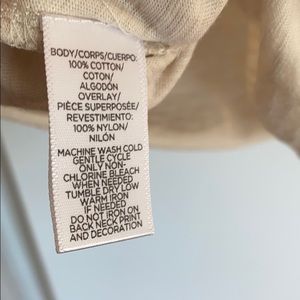 BODY/CORPS/CUERPO:
100% COTTON/
COTON/
ALGODÓN
OVERLAY/
PIÈCE SUPERPOSÉE/
REVESTIMIENTO:
100% NYLON/
NILÓN
MACHINE WASH COLD
GENTLE CYCLE
ONLY NON-
CHLORINE BLEACH
WHEN NEEDED
TUMBLE DRY LOW
WARM IRON
IF NEEDED
DO NOT IRON ON
BACK NECK PRINT
AND DECORATION